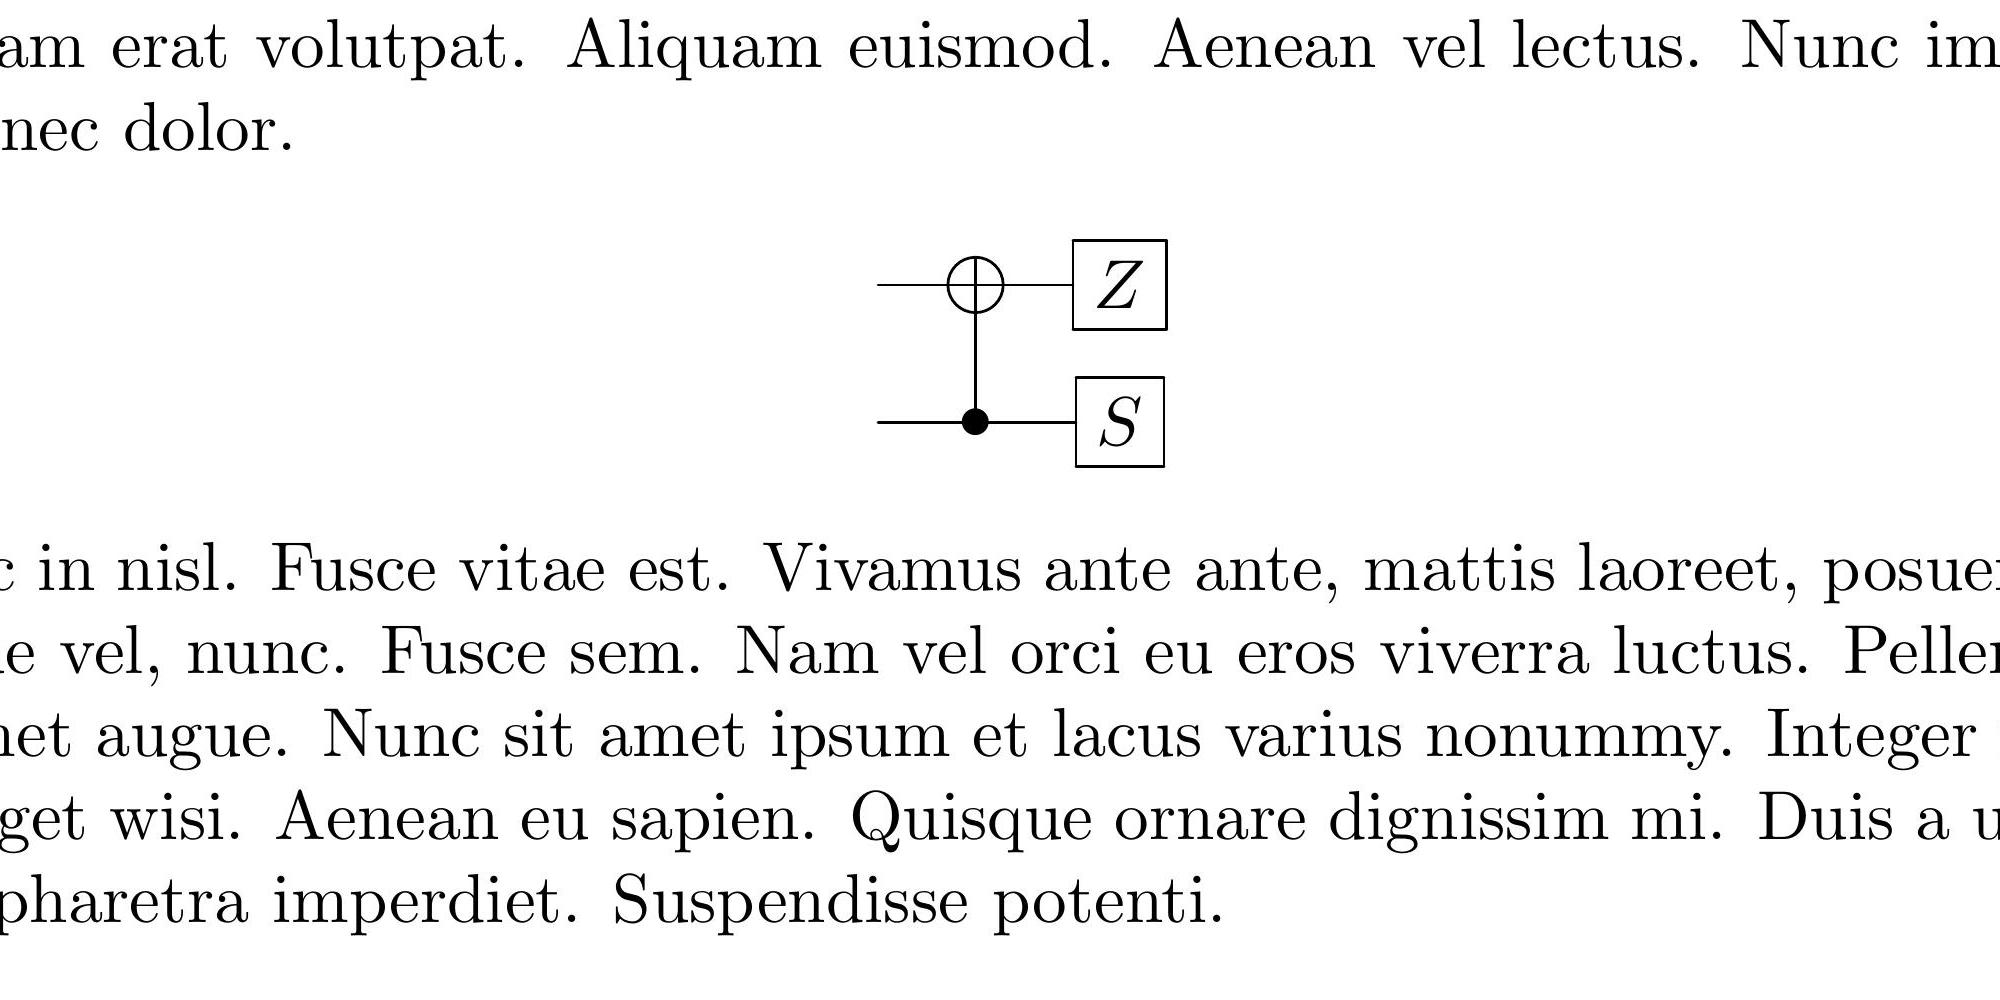 am erat volutpat. Aliquam euismod. Aenean vel lectus. Nunc im
nec dolor.
Z
S
c in nisl. Fusce vitae est. Vivamus ante ante, mattis laoreet, posue
e vel, nunc. Fusce sem. Nam vel orci eu eros viverra luctus. Pelle
et augue. Nunc sit amet ipsum et lacus varius nonummy. Integer
get wisi. Aenean eu sapien. Quisque ornare dignissim mi. Duis a u
pharetra imperdiet. Suspendisse potenti.